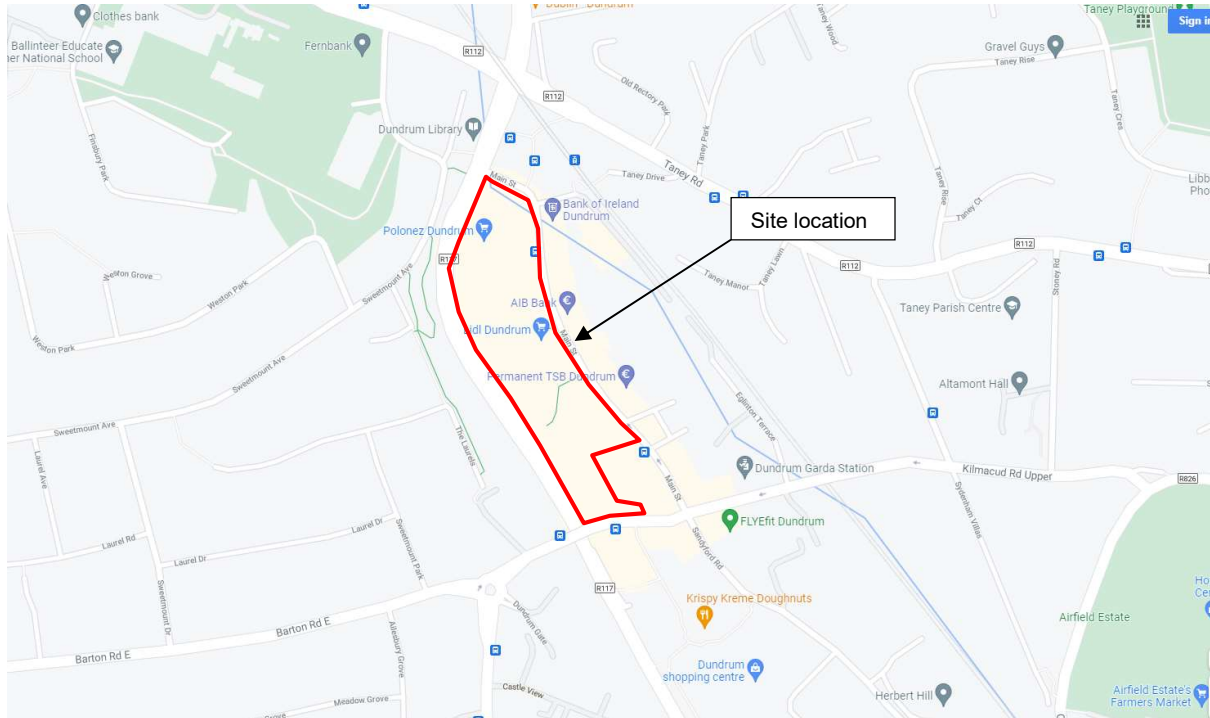 Clothes bank
Ballinteer Educate
er National School
Fernbank
R112
Dublin - Dundrum
Taney Wood
Taney Playground
Sign in
Gravel Guys
Taney Rise
Finsbury Park
R112
Old Rectory Park
Taney Park
Taney Cres
Dundrum Library
Main St
Taney Drive
Taney Rd
Taney Rise
Libb
Pho
Bank of Ireland
Dundrum
Site location
Taney Ct
Polonez Dundrum
R117
R112
R112
Weston Grove
Weston Park
Sweetmount Ave
Taney Manor
Taney Lawn
Stoney Rd
AIB Bank
Taney Parish Centre
Lidl Dundrum
Main St
Weston Park
Sweetmount Ave
Permanent TSB Dundrum
Altamont Hall
Eglinton Terrace
Sweetmount Ave
The Laurels
Laurel Ave
Main St
Dundrum Garda Station
Kilmacud Rd Upper
R826
Sydenham Villas
Laurel Rd
Laurel Dr
Laurel Dr
Sweetmount Park
FLYEfit Dundrum
Sandyford Rd
Sweetmount Dr
R117
Krispy Kreme Doughnuts
Ho
Cen
Dundrum Gate
Airfield Estate
Barton Rd E
Barton Rd E
Allesbury Grove
Dundrum
shopping centre
Castle View
Meadow Grove
Herbert Hill
Airfield Estate's
Farmers Market